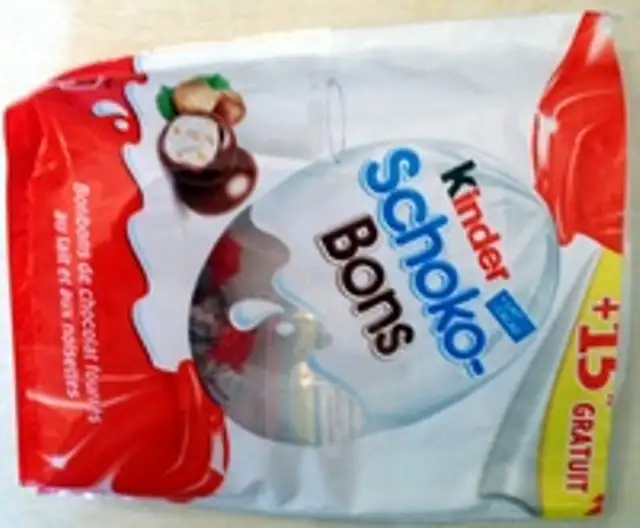 +15% GRATUIT
Kinder
Schoko-
Bons
Bonbons de chocolat fourrés
au lait et aux noisettes